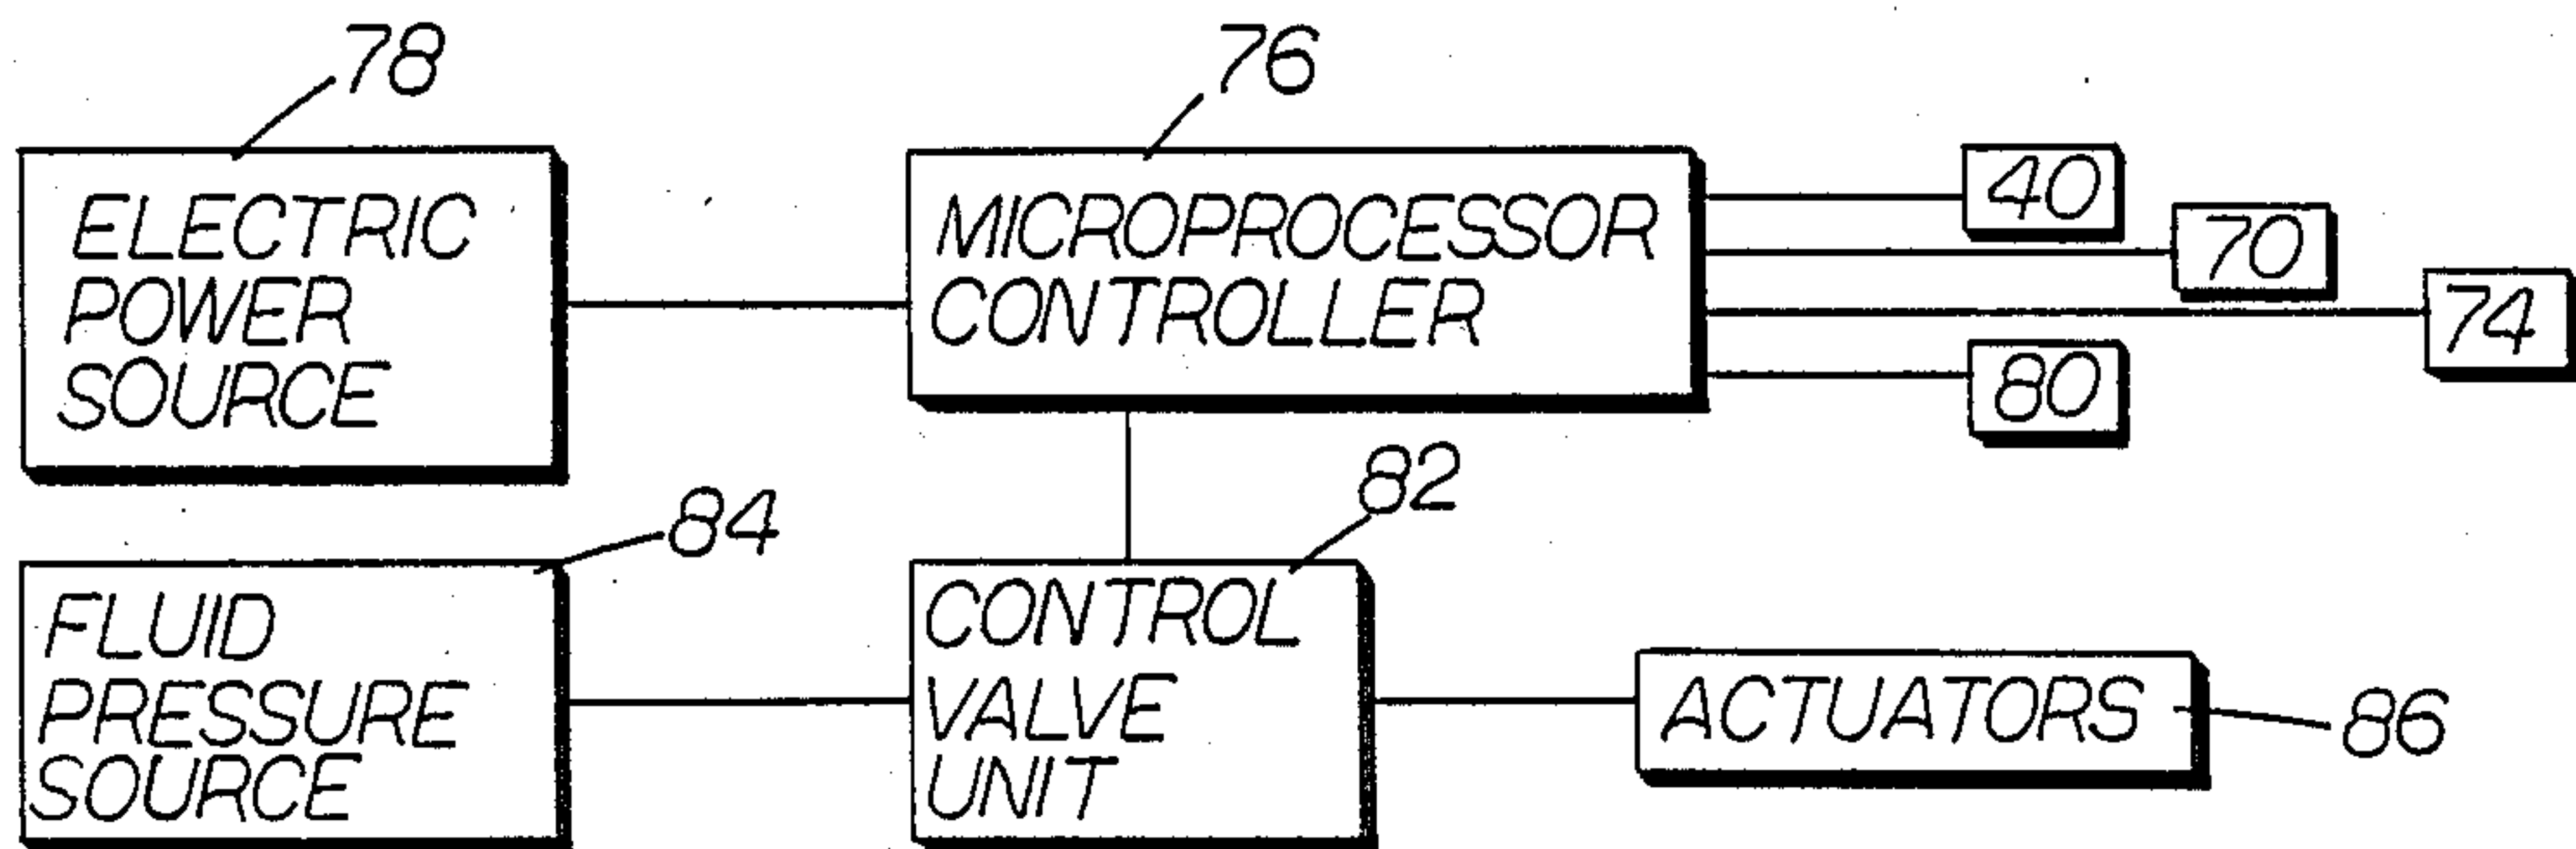 78
76
ELECTRIC
POWER
SOURCE
MICROPROCESSOR
CONTROLLER
40
70
74
80
84
82
FLUID
PRESSURE
SOURCE
CONTROL
VALVE
UNIT
ACTUATORS
86